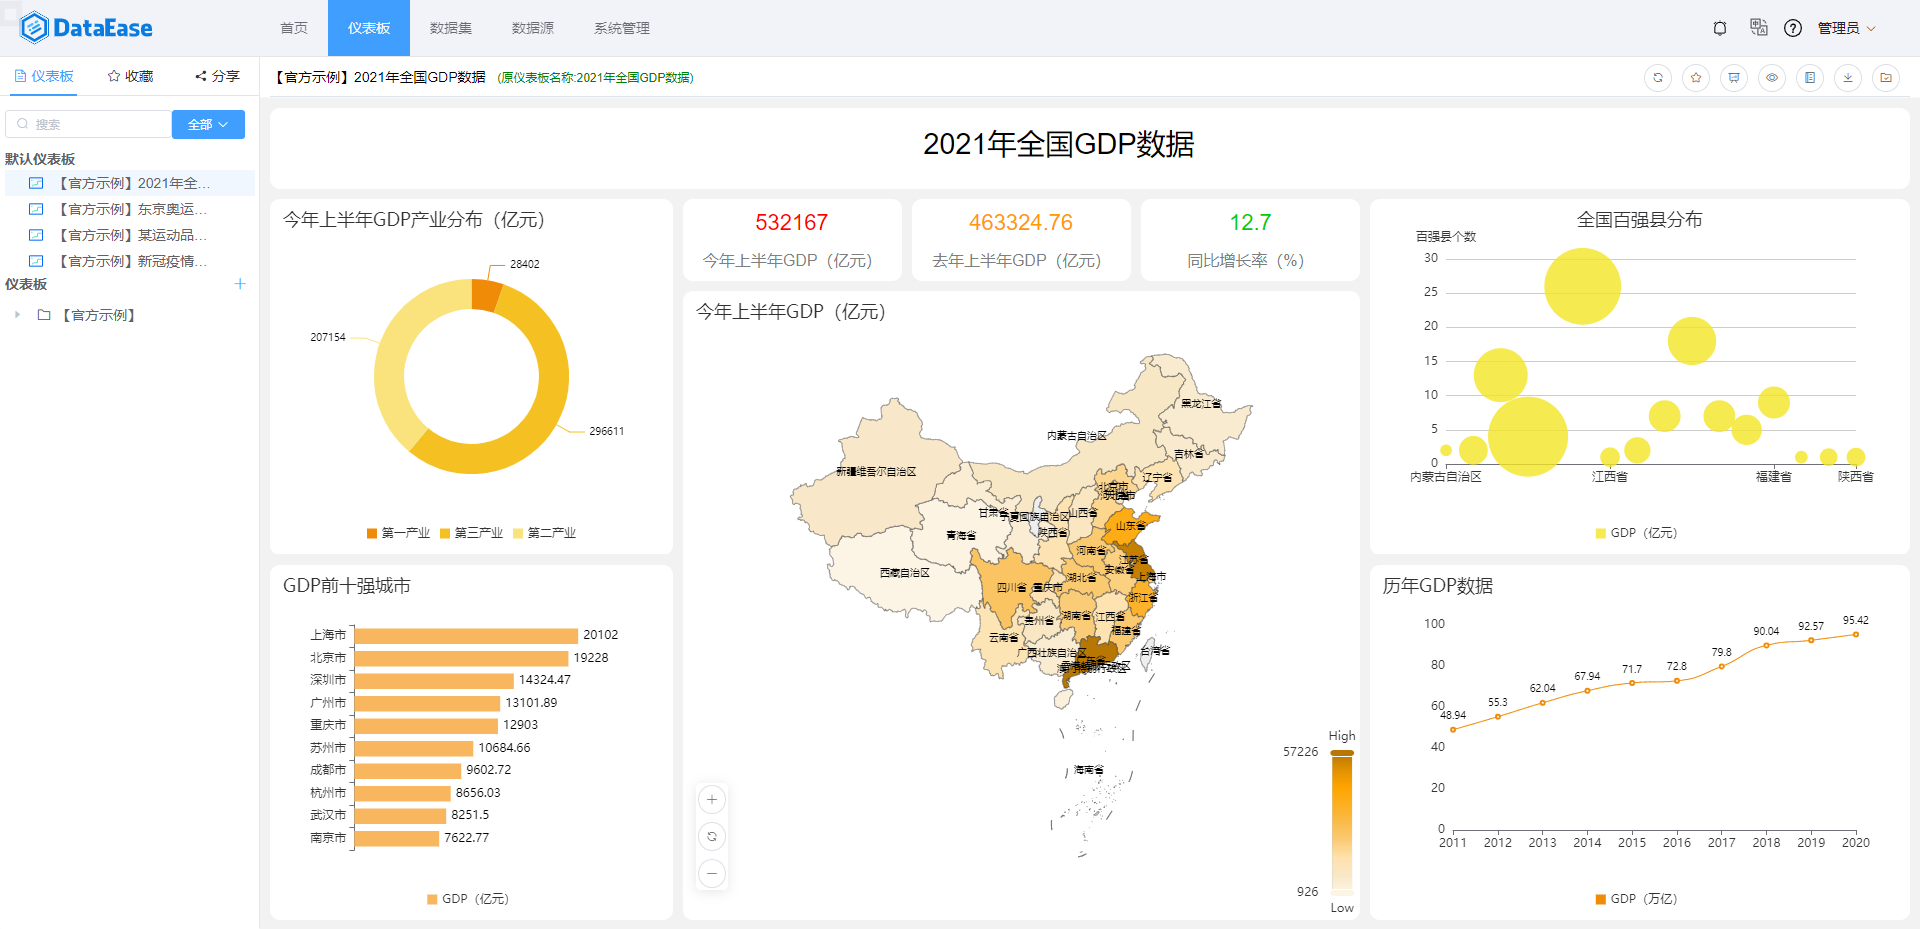 DataEase
首页 仪表板 数据集 数据源 系统管理
管理员
仪表板 收藏 分享
【官方示例】2021年全国GDP数据 (原仪表板名称:2021年全国GDP数据)
搜索
全部
默认仪表板
【官方示例】2021年全...
【官方示例】东京奥运...
【官方示例】某运动品...
【官方示例】新冠疫情...
仪表板
【官方示例】
2021年全国GDP数据
今年上半年GDP产业分布（亿元）
28402
207154
296611
第一产业 第三产业 第二产业
532167
今年上半年GDP（亿元）
463324.76
去年上半年GDP（亿元）
12.7
同比增长率（%）
今年上半年GDP（亿元）
黑龙江省
内蒙古自治区
吉林省
新疆维吾尔自治区
辽宁省
北京市
甘肃省
宁夏回族自治区
山西省
山东省
青海省
陕西省
河南省
江苏省
西藏自治区
安徽省
上海市
湖北省
四川省
重庆市
浙江省
湖南省
江西省
贵州省
福建省
云南省
广西壮族自治区
台湾省
海南省
High
57226
926
Low
全国百强县分布
百强县个数
30
25
20
15
10
5
0
内蒙古自治区 江西省 福建省 陕西省
GDP（亿元）
GDP前十强城市
上海市 20102
北京市 19228
深圳市 14324.47
广州市 13101.89
重庆市 12903
苏州市 10684.66
成都市 9602.72
杭州市 8656.03
武汉市 8251.5
南京市 7622.77
GDP（亿元）
历年GDP数据
100
80
60
40
20
0
48.94 55.3 62.04 67.94 71.7 72.8 79.8 90.04 92.57 95.42
2011 2012 2013 2014 2015 2016 2017 2018 2019 2020
GDP（万亿）